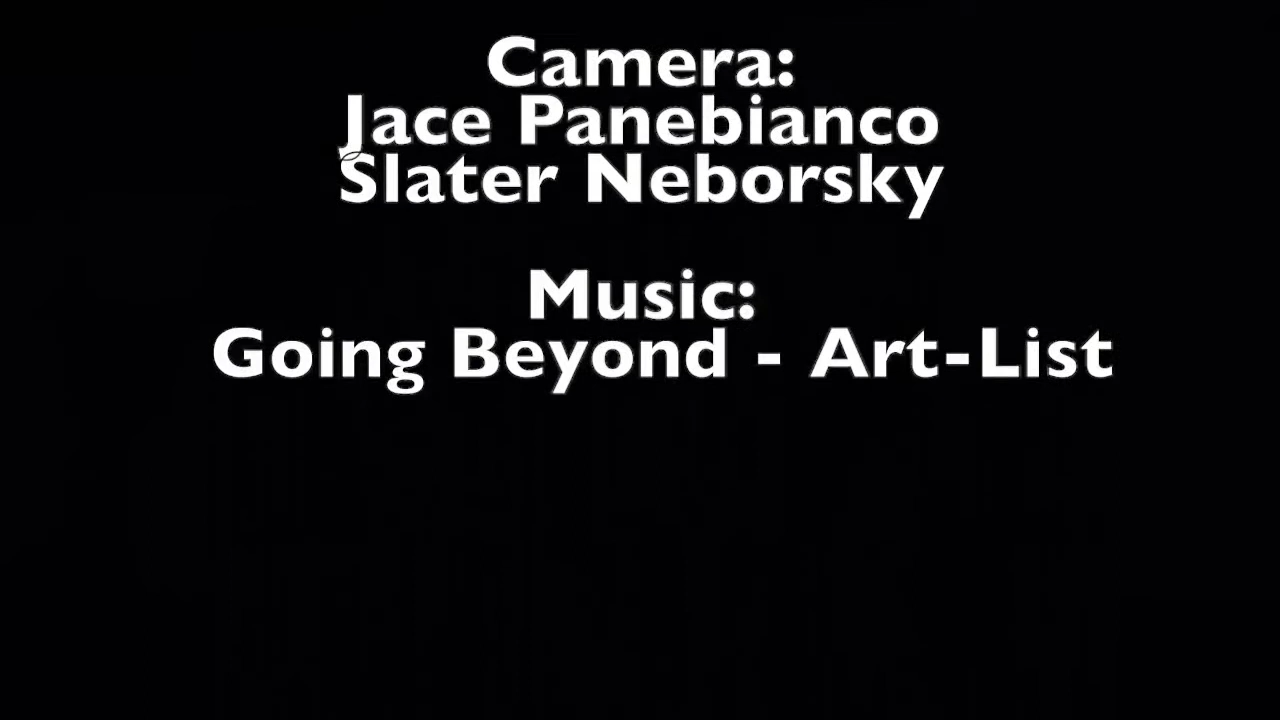 Camera:
Jace Panebianco
Slater Neborsky
Music:
Going Beyond - Art-List